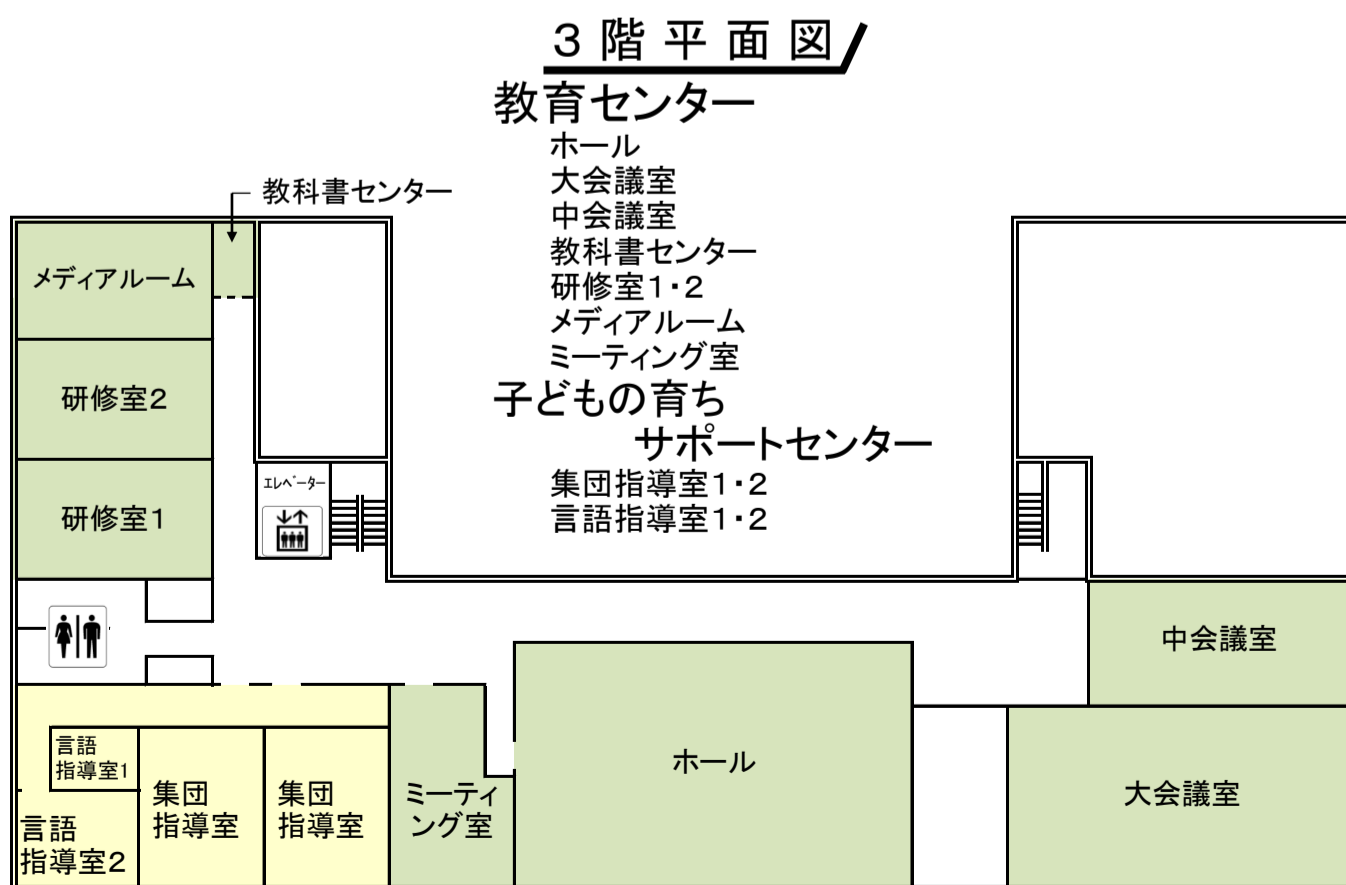 3階平面図
教育センター
ホール
大会議室
中会議室
教科書センター
研修室1・2
メディアルーム
ミーティング室
子どもの育ち
サポートセンター
集団指導室1・2
言語指導室1・2
教科書センター
メディアルーム
研修室2
研修室1
エレベーター
中会議室
ホール
大会議室
言語
指導室1
言語
指導室2
集団
指導室
集団
指導室
ミーティ
ング室